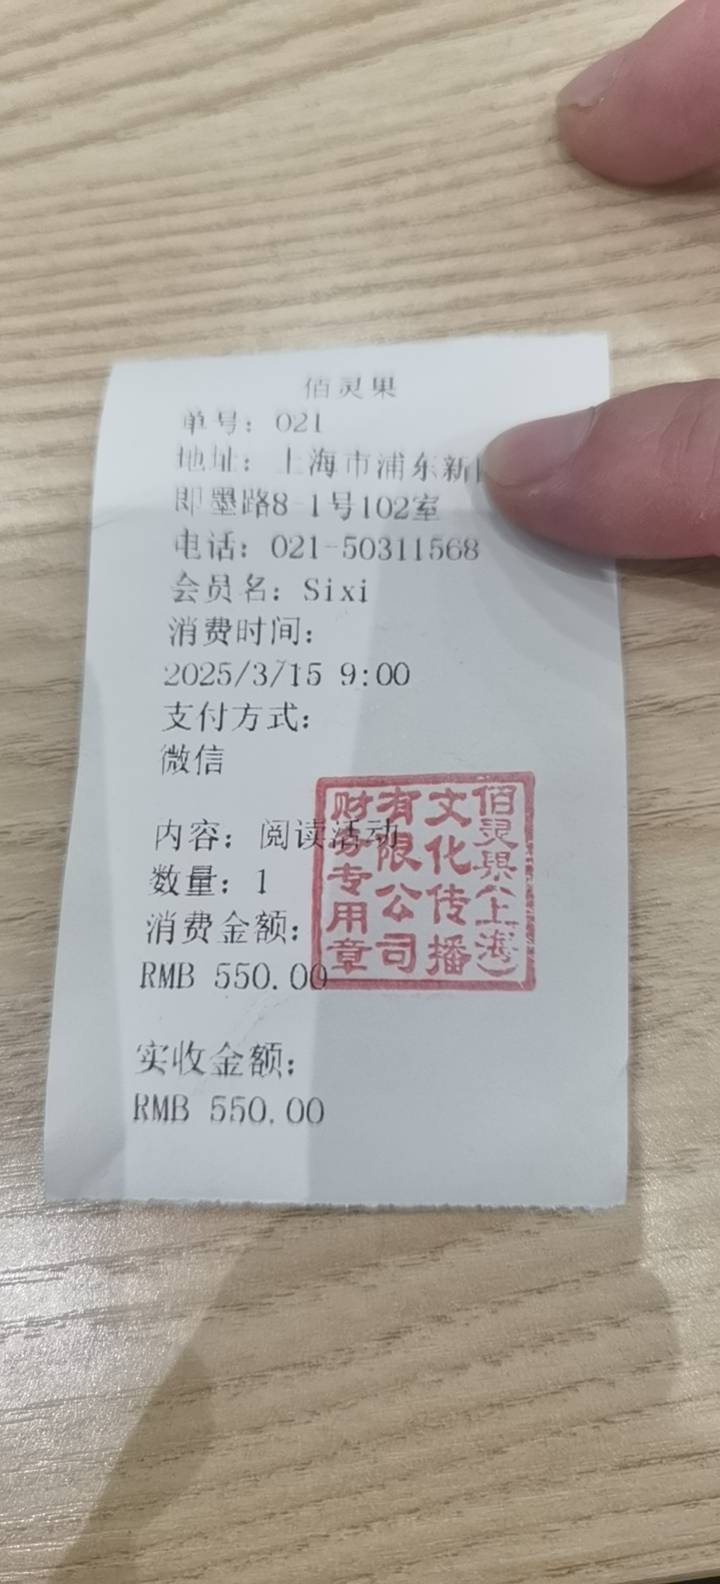 佰灵果
单号：021
地址：上海市浦东新
即墨路8-1号102室
电话：021-50311568
会员名：Sixi
消费时间：
2025/3/15 9:00
支付方式：
微信
内容：阅读活动
数量：1
消费金额：
RMB 550.00
实收金额：
RMB 550.00
佰灵果（上海）
文化传播
有限公司
财务专用章